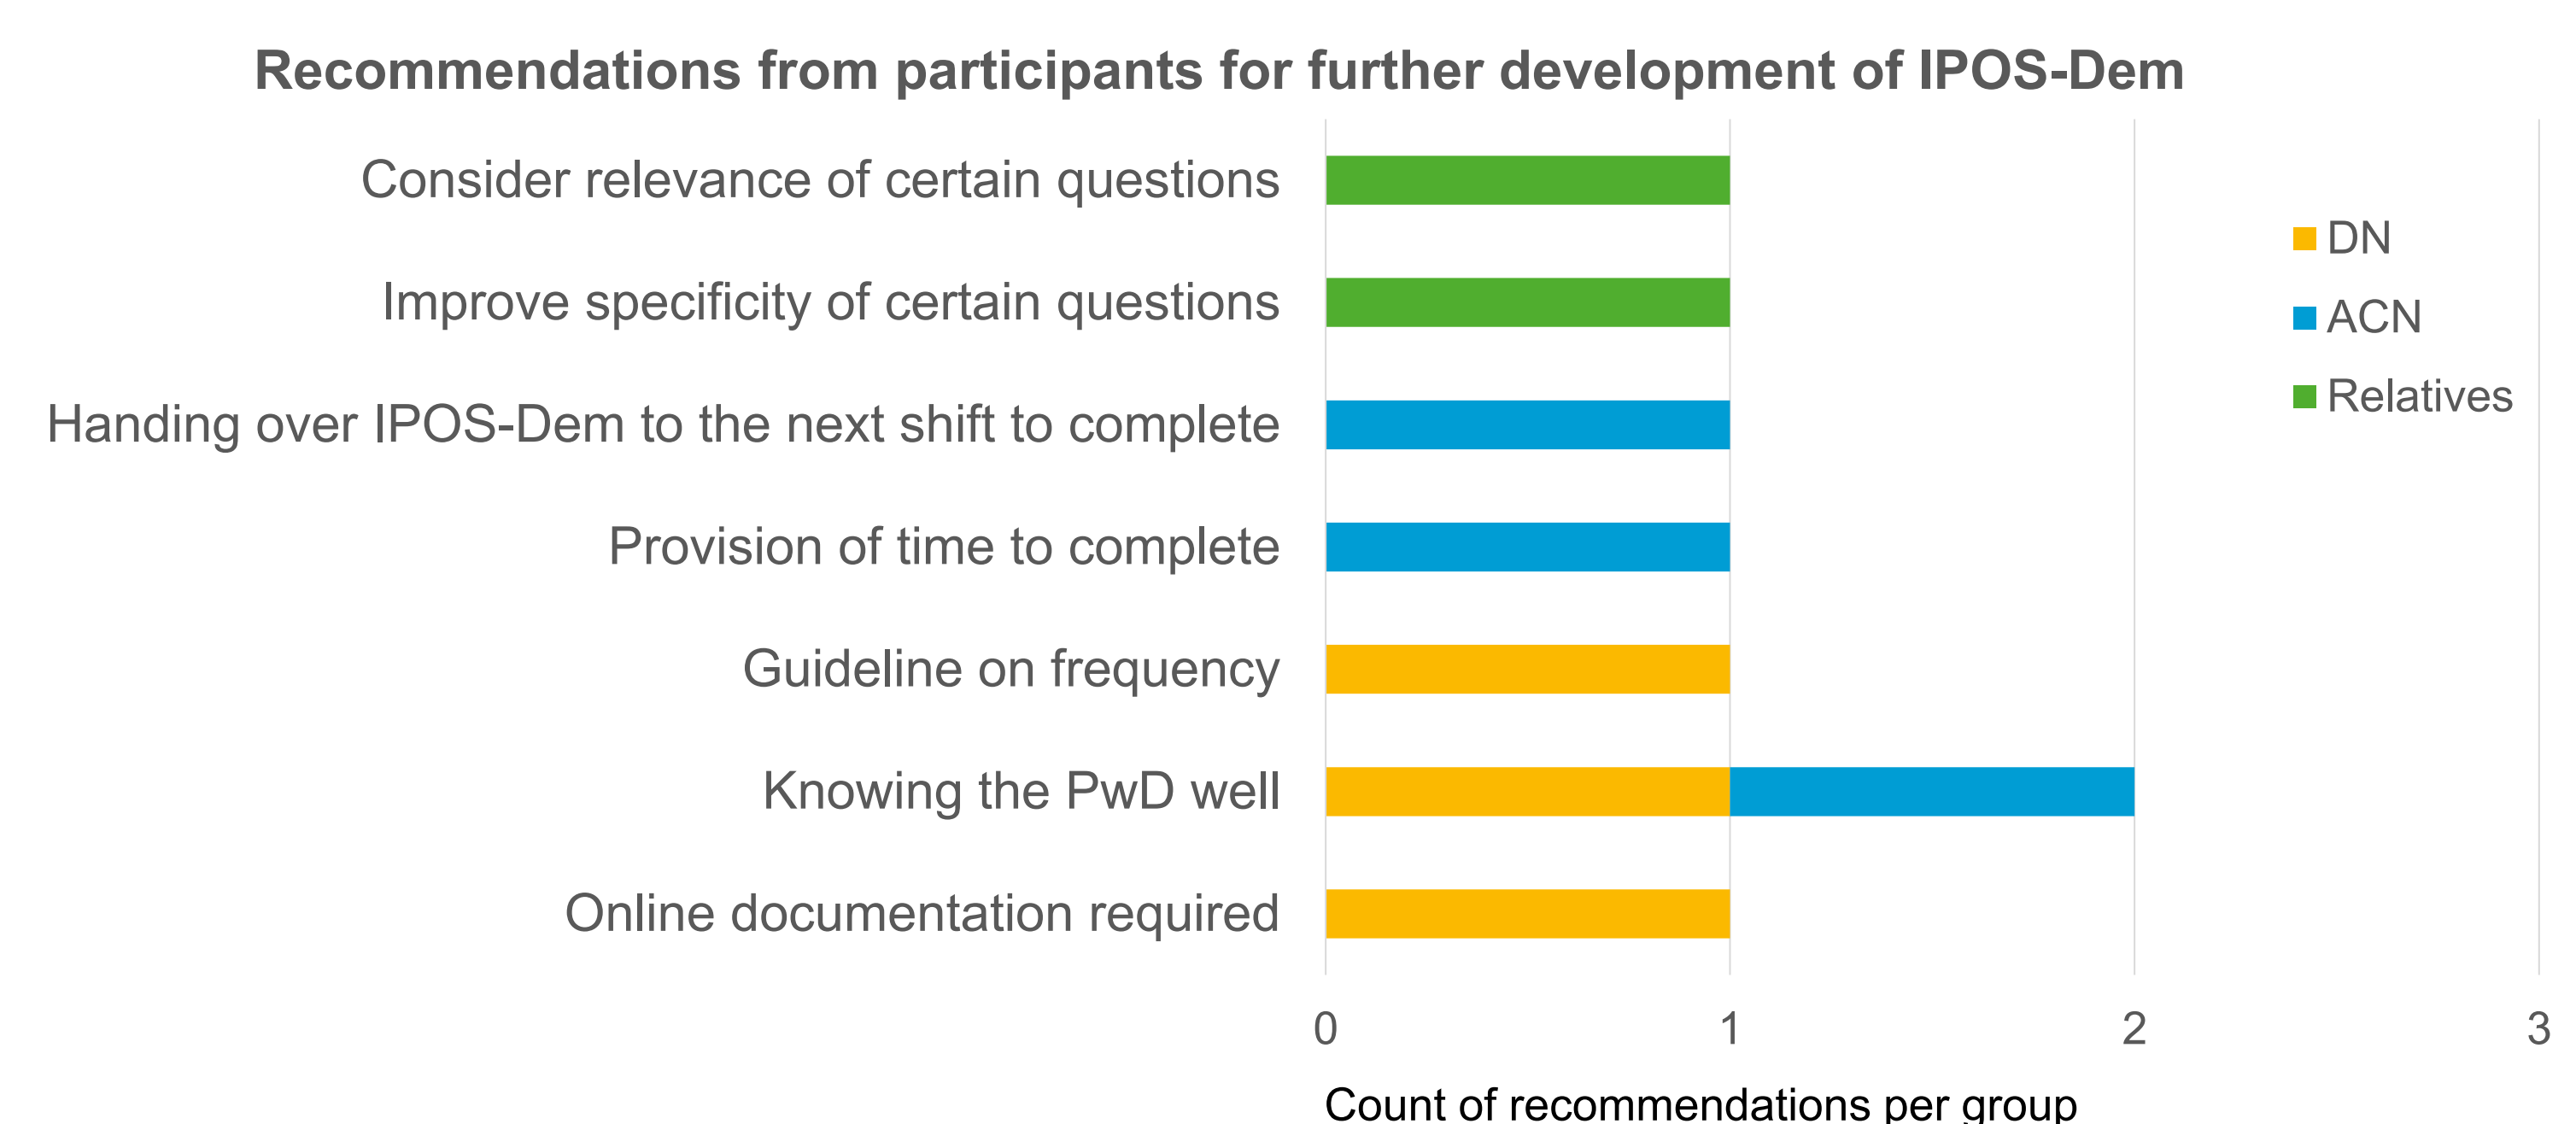 Recommendations from participants for further development of IPOS-Dem
Consider relevance of certain questions
Improve specificity of certain questions
Handing over IPOS-Dem to the next shift to complete
Provision of time to complete
Guideline on frequency
Knowing the PwD well
Online documentation required
DN
ACN
Relatives
0 1 2 3
Count of recommendations per group